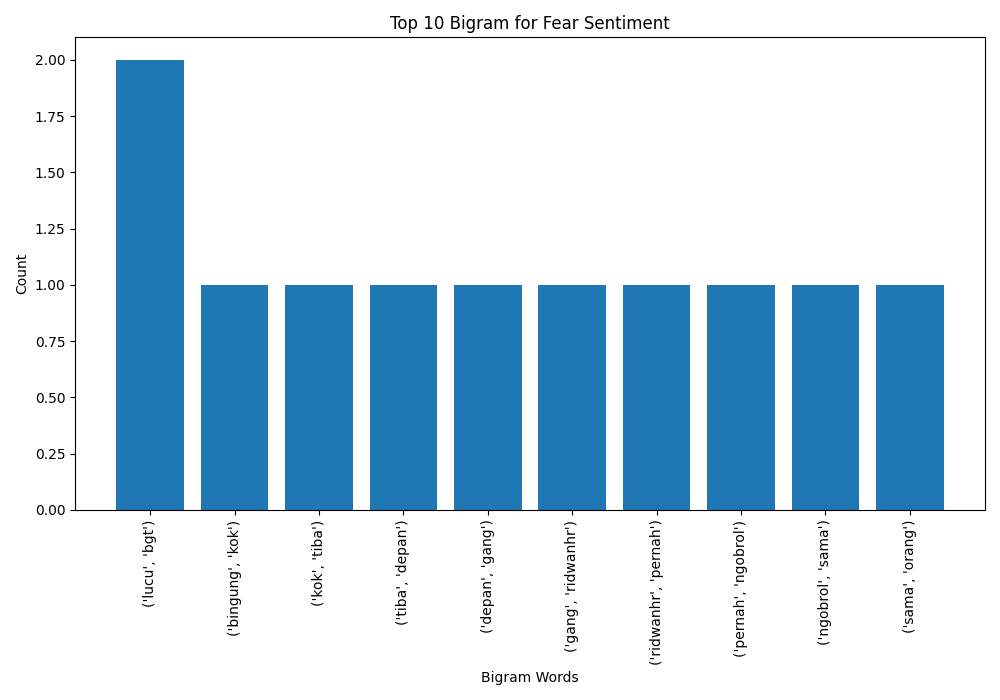 Top 10 Bigram for Fear Sentiment
Count
2.00
1.75
1.50
1.25
1.00
0.75
0.50
0.25
0.00
('lucu', 'bgt')
('bingung', 'kok')
('kok', 'tiba')
('tiba', 'depan')
('depan', 'gang')
('gang', 'ridwanhr')
('ridwanhr', 'pernah')
('pernah', 'ngobrol')
('ngobrol', 'sama')
('sama', 'orang')
Bigram Words